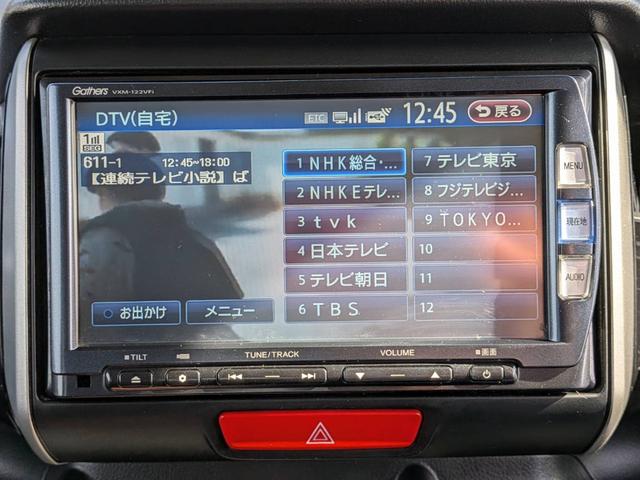 Gathers VXM-122VFi
DTV(自宅)
ETC
12:45
戻る
1 SEG
611-1 12:45~13:00
【連続テレビ小説】ば
1 NHK総合・...
2 NHKEテレ...
3 tvk
4 日本テレビ
5 テレビ朝日
6 TBS
7 テレビ東京
8 フジテレビジ...
9 TOKYO...
10
11
12
お出かけ
メニュー
MENU
現在地
AUDIO
TILT
TUNE/TRACK
VOLUME
画面